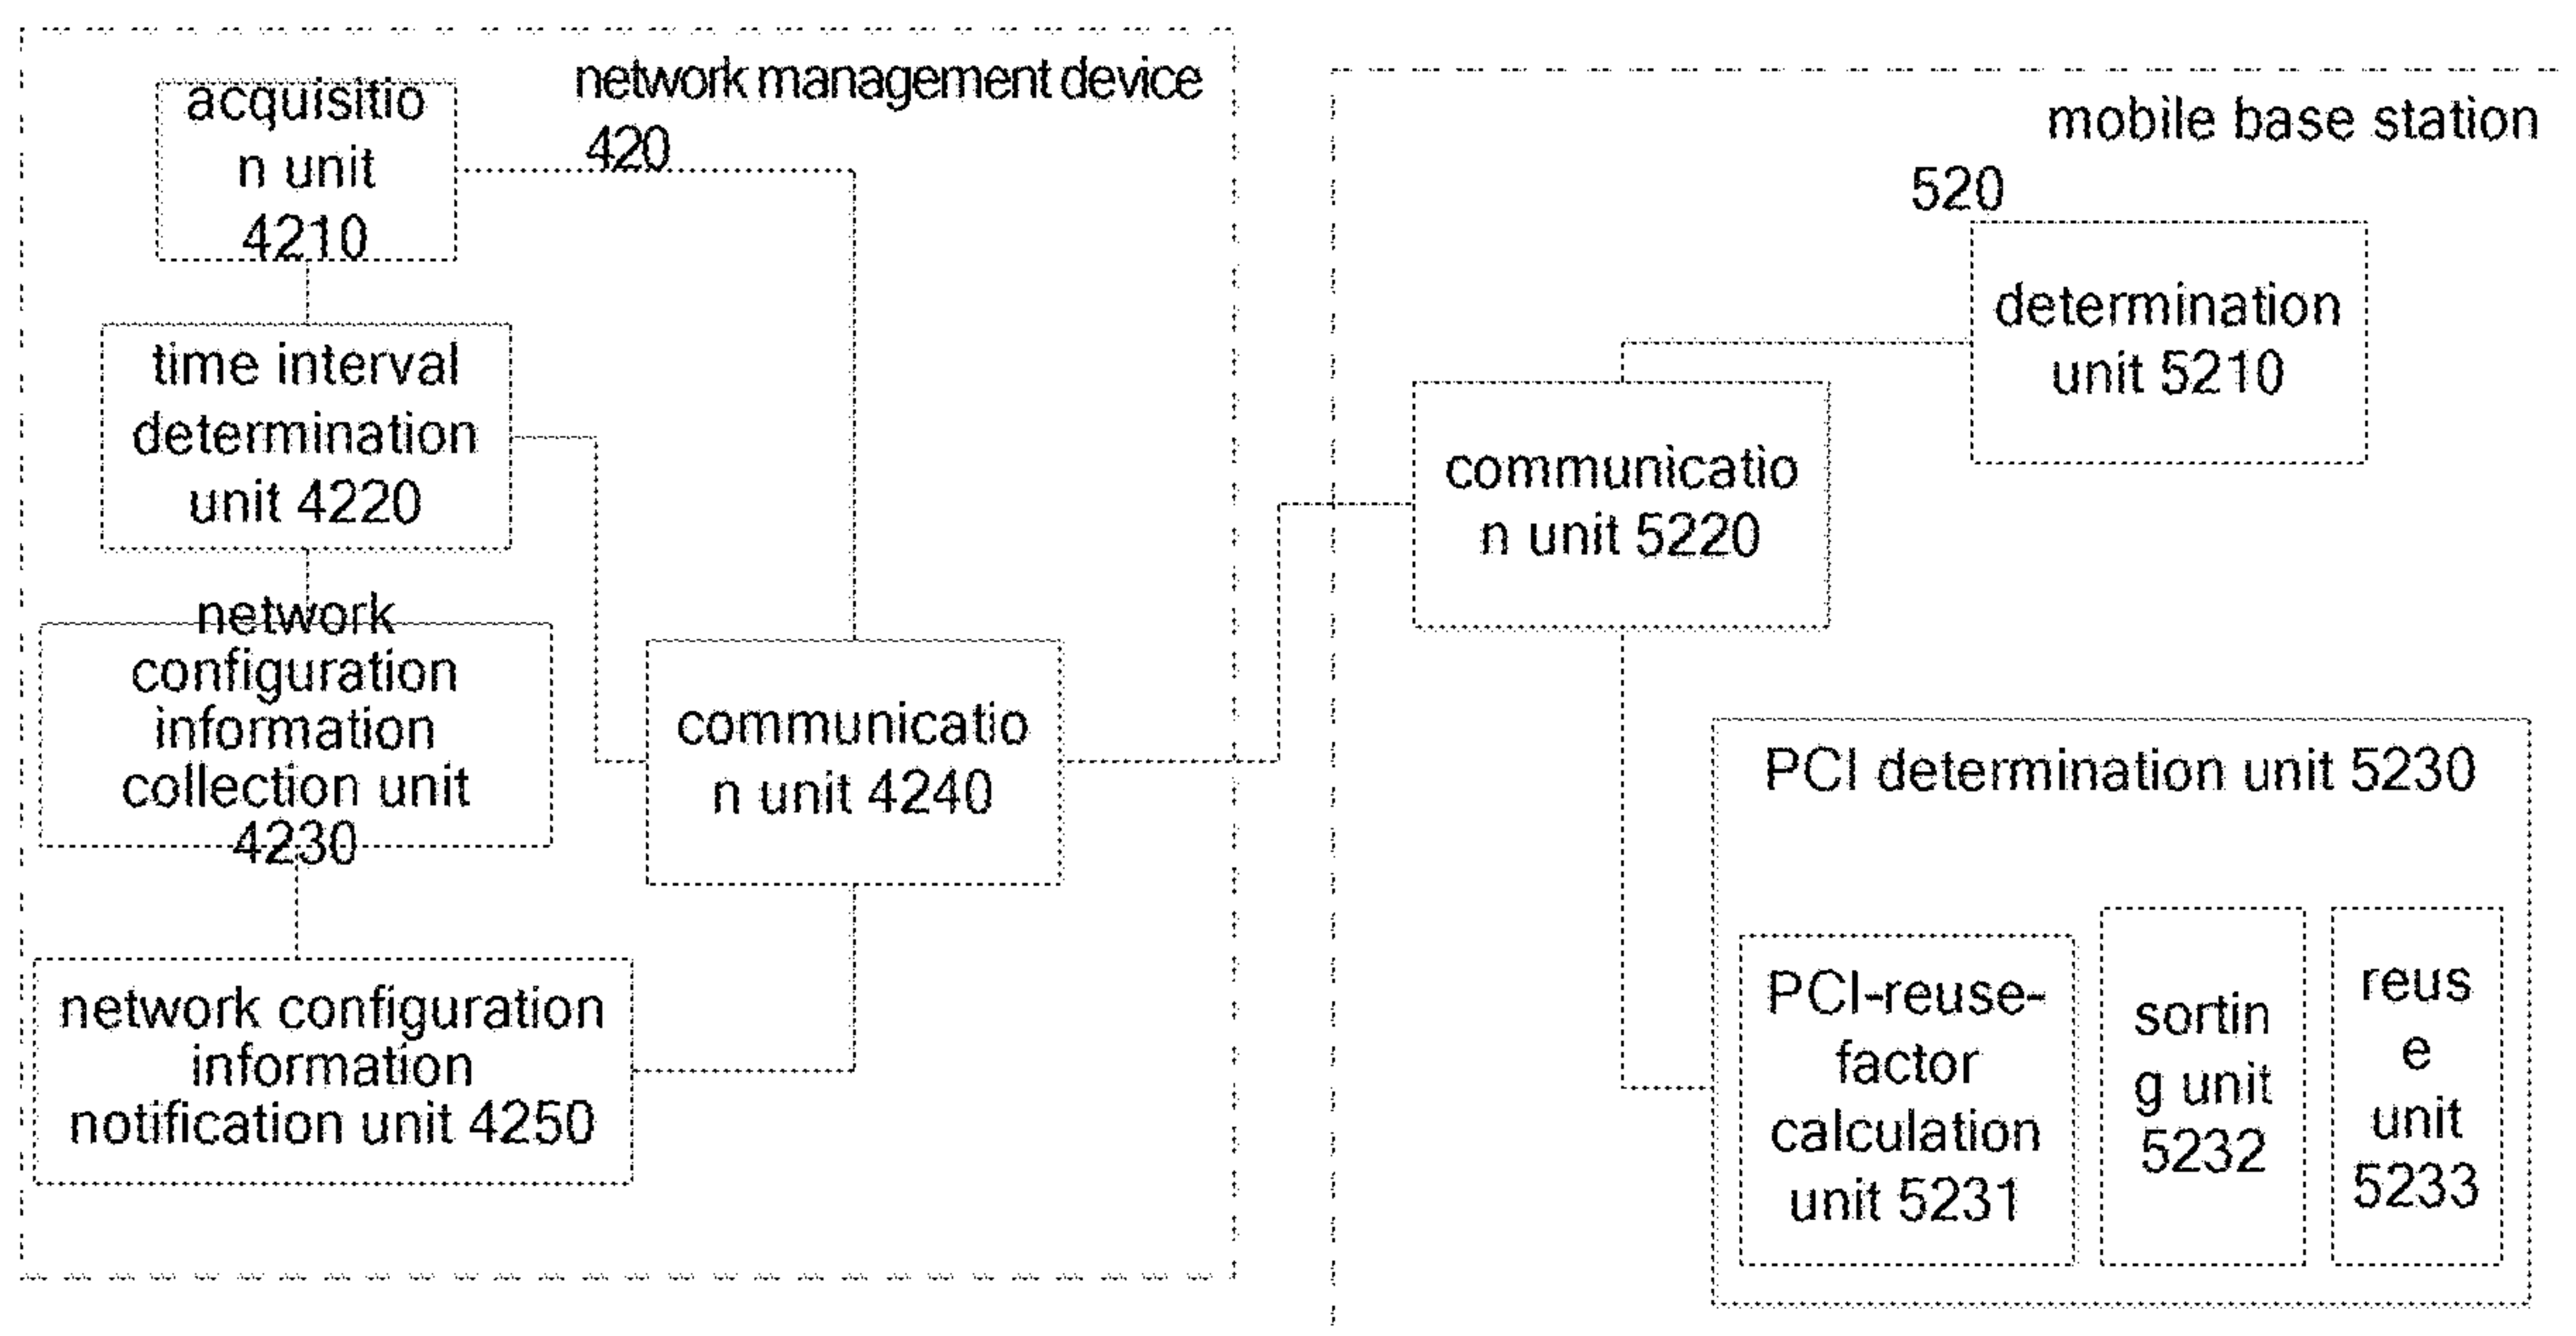 network management device
420
acquisitio
n unit
4210
time interval
determination
unit 4220
network
configuration
information
collection unit
4230
communicatio
n unit 4240
network configuration
information
notification unit 4250
mobile base station
520
determination
unit 5210
communicatio
n unit 5220
PCI determination unit 5230
PCI-reuse-
factor
calculation
unit 5231
sortin
g unit
5232
reus
e
unit
5233